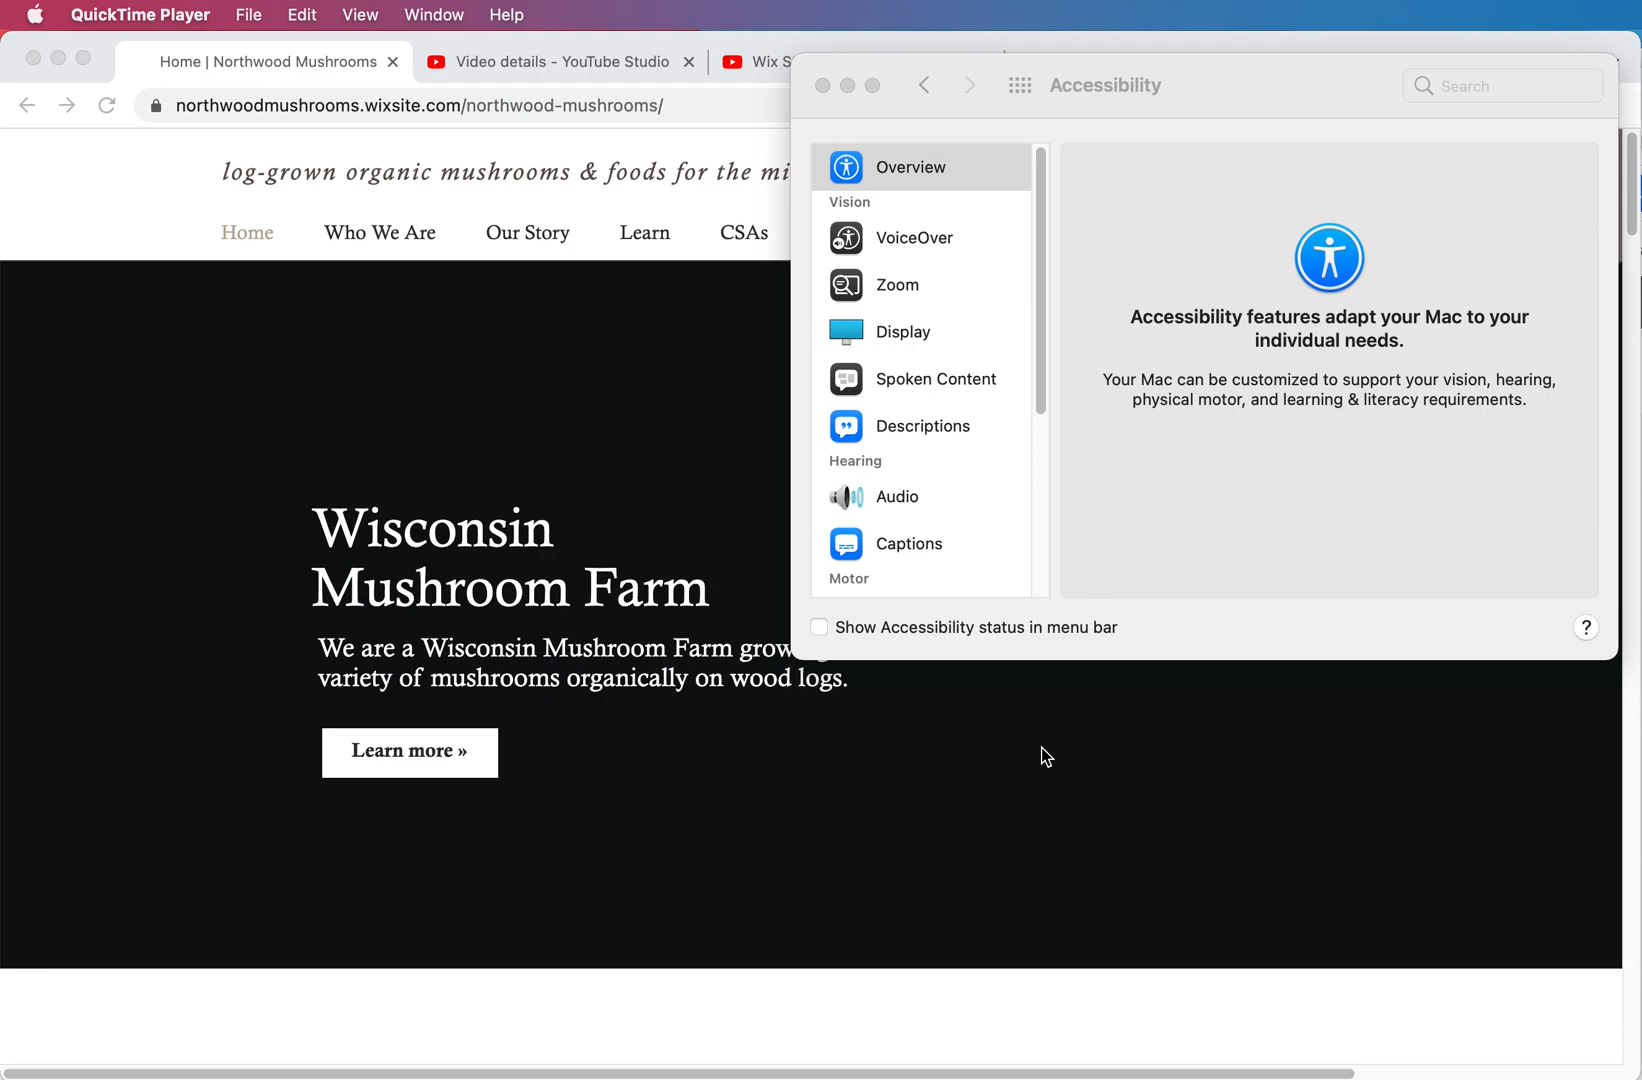 QuickTime Player File Edit View Window Help
Home | Northwood Mushrooms
Video details - YouTube Studio
Wix
northwoodmushrooms.wixsite.com/northwood-mushrooms/
log-grown organic mushrooms & foods for the
Home Who We Are Our Story Learn CSAs
Wisconsin
Mushroom Farm
We are a Wisconsin Mushroom Farm
variety of mushrooms organically on wood logs.
Learn more »
Accessibility
Search
Overview
Vision
VoiceOver
Zoom
Display
Spoken Content
Descriptions
Hearing
Audio
Captions
Motor
Accessibility features adapt your Mac to your
individual needs.
Your Mac can be customized to support your vision, hearing,
physical motor, and learning & literacy requirements.
Show Accessibility status in menu bar
?